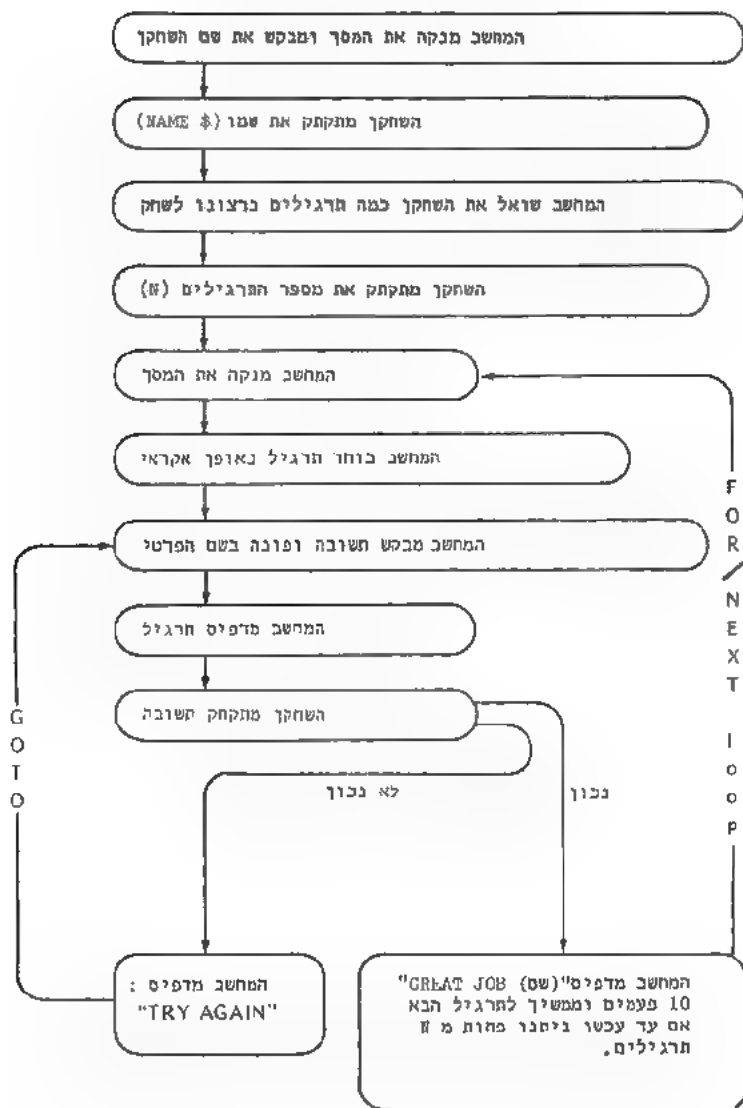 המחשב מנקה את המסך ומבקש את שם השחקן
השחקן מתקתק את שמו (NAME $)
המחשב שואל את השחקן כמה תרגילים ברצונו לשחק
השחקן מתקתק את מספר התרגילים (N)
המחשב מנקה את המסך
המחשב בוחר תרגיל באופן אקראי
המחשב מבקש תשובה ופונה בשם הפרטי
המחשב מדפיס תרגיל
השחקן מתקתק תשובה
GOTO
FOR/NEXT loop
נכון
לא נכון
המחשב מדפיס :
"TRY AGAIN"
המחשב מדפיס "GREAT JOB (שם)"
10 פעמים וממשיך לתרגיל הבא
אם עד עכשו ניתנו פחות מ N
תרגילים.